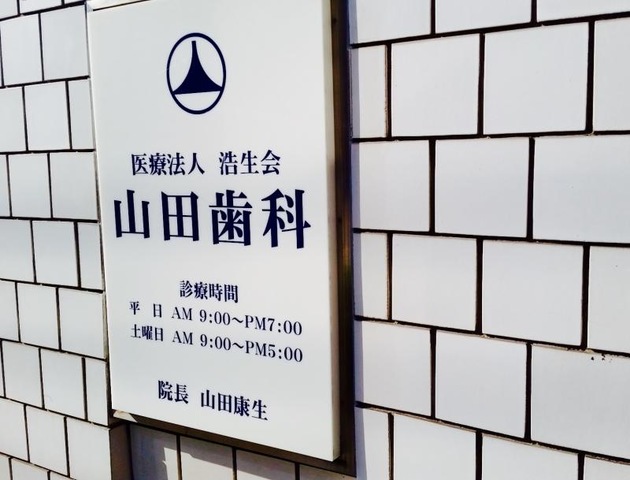 医療法人 浩生会
山田歯科
診療時間
平 日 AM 9:00〜PM7:00
土曜日 AM 9:00〜PM5:00
院長 山田康生